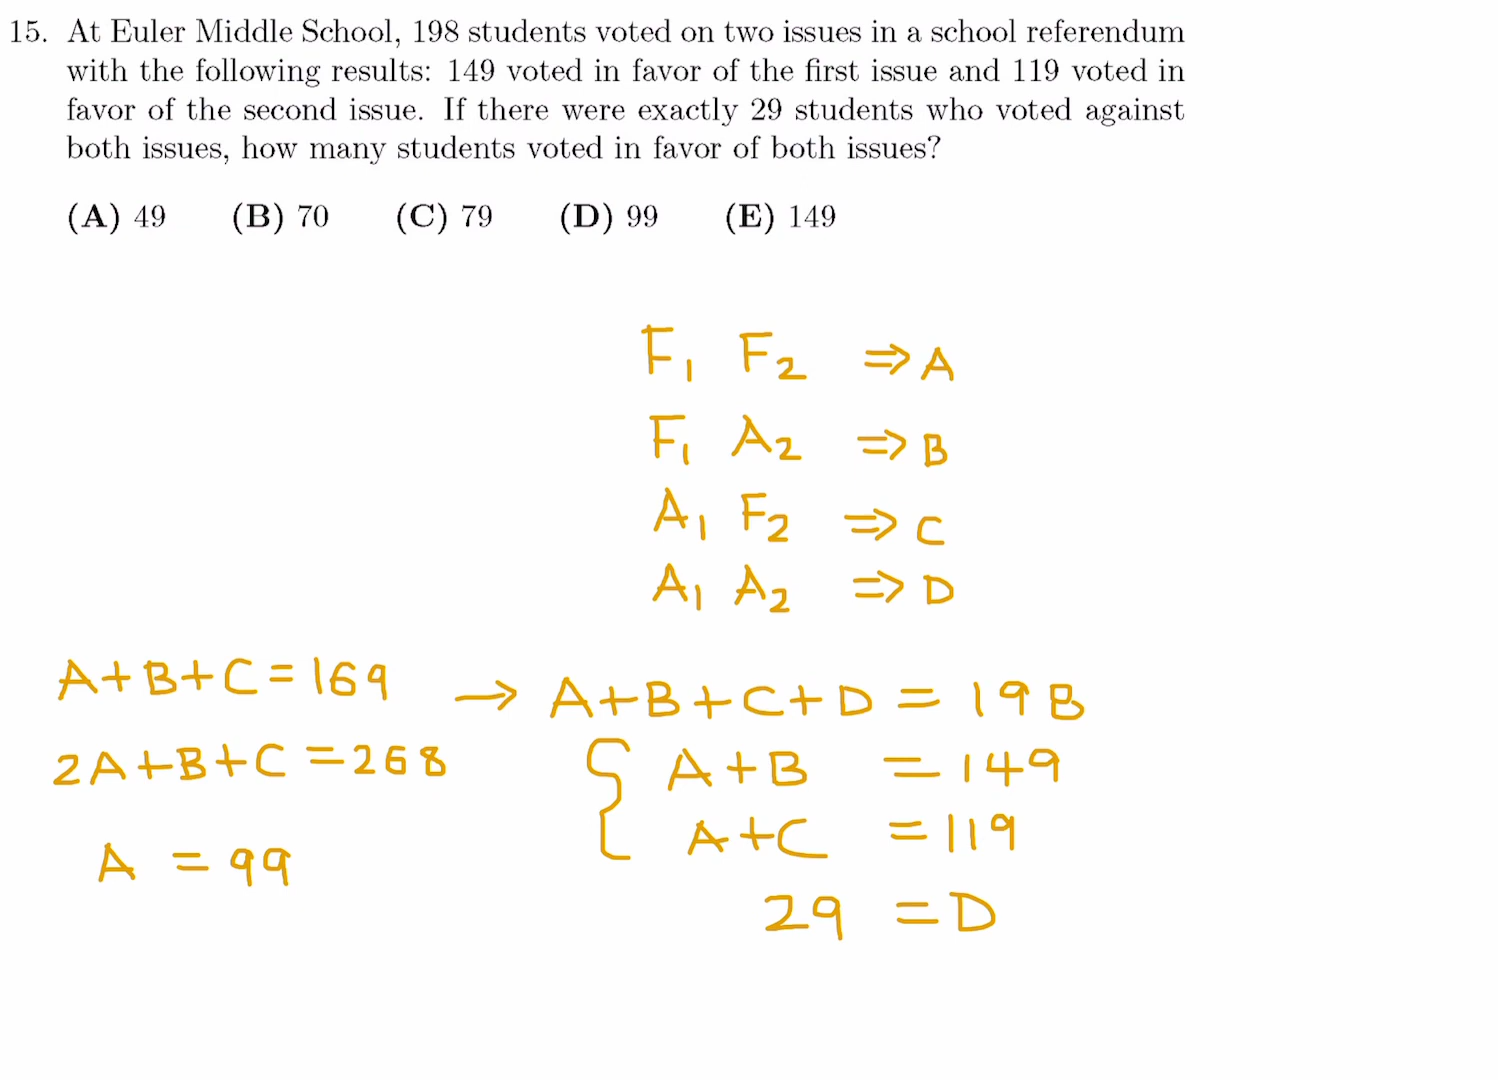 15. At Euler Middle School, 198 students voted on two issues in a school referendum
with the following results: 149 voted in favor of the first issue and 119 voted in
favor of the second issue. If there were exactly 29 students who voted against
both issues, how many students voted in favor of both issues?
(A) 49 (B) 70 (C) 79 (D) 99 (E) 149
F₁ F₂ ⇒ A
F₁ A₂ ⇒ B
A₁ F₂ ⇒ C
A₁ A₂ ⇒ D
A+B+C=169
2A+B+C=268
A = 99
→ A+B+C+D = 198
{ A+B = 149
A+C = 119
29 = D